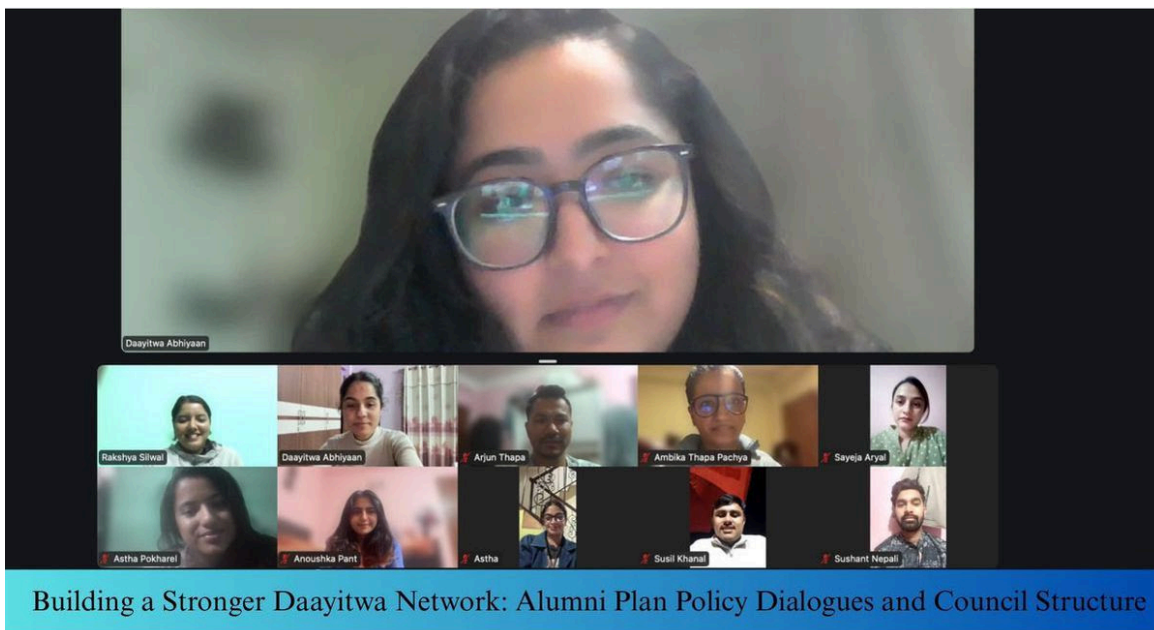 Daayitwa Abhiyaan
Rakshya Silwal
Daayitwa Abhiyaan
Arjun Thapa
Ambika Thapa Pachya
Sayeja Aryal
Astha Pokharel
Anoushka Pant
Astha
Susil Khanal
Sushant Nepali
Building a Stronger Daayitwa Network: Alumni Plan Policy Dialogues and Council Structure